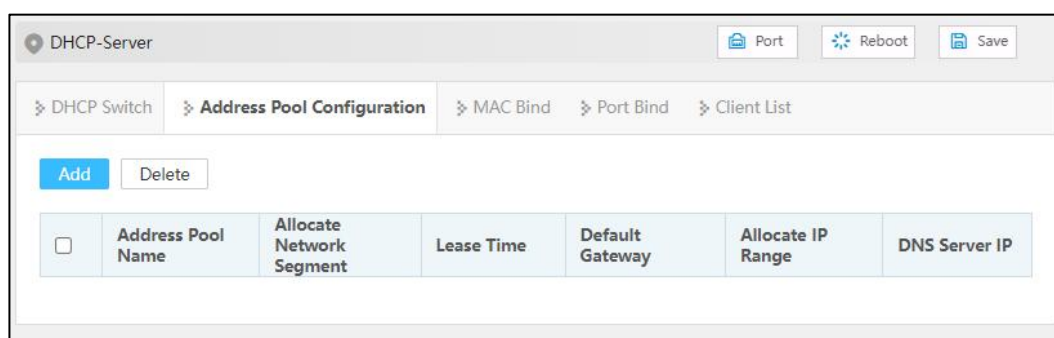 DHCP-Server Port Reboot Save
DHCP Switch Address Pool Configuration MAC Bind Port Bind Client List
Add Delete
Address Pool Name Allocate Network Segment Lease Time Default Gateway Allocate IP Range DNS Server IP